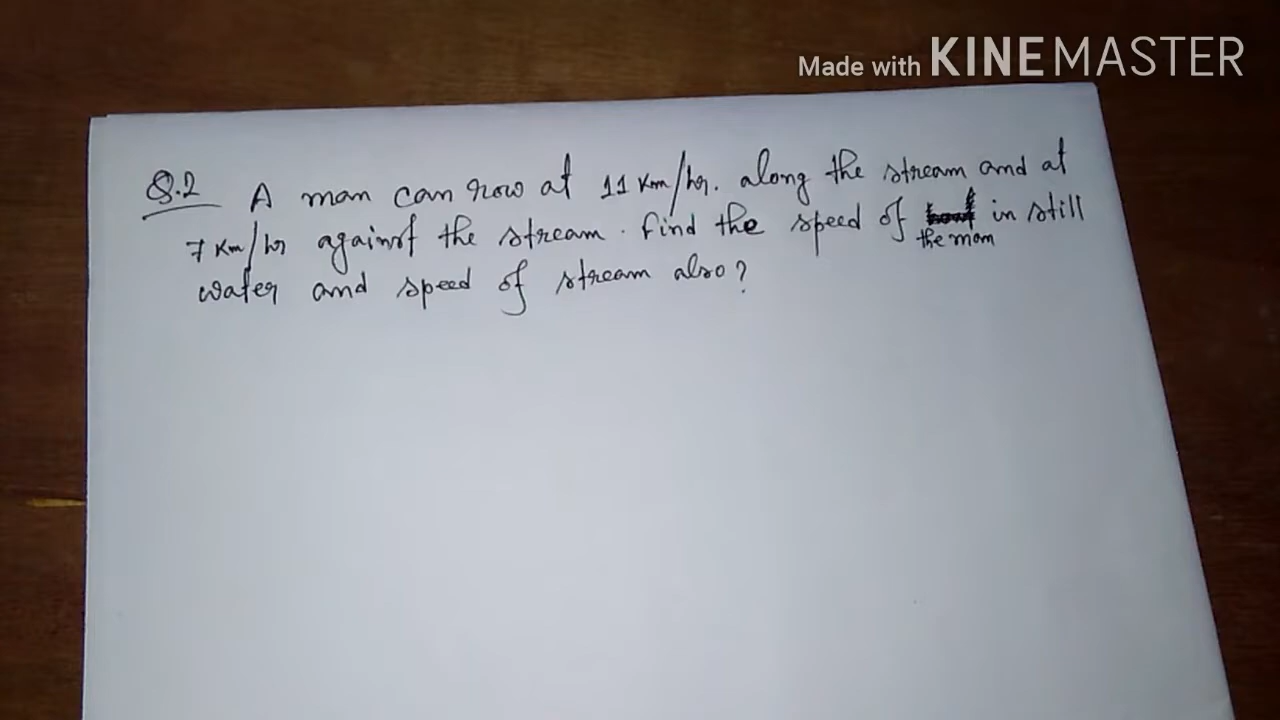 Made with KINEMASTER
Q.2 A man can row at 11 Km/hr. along the stream and at
7 Km/hr against the stream. Find the speed of in still
the man
water and speed of stream also?